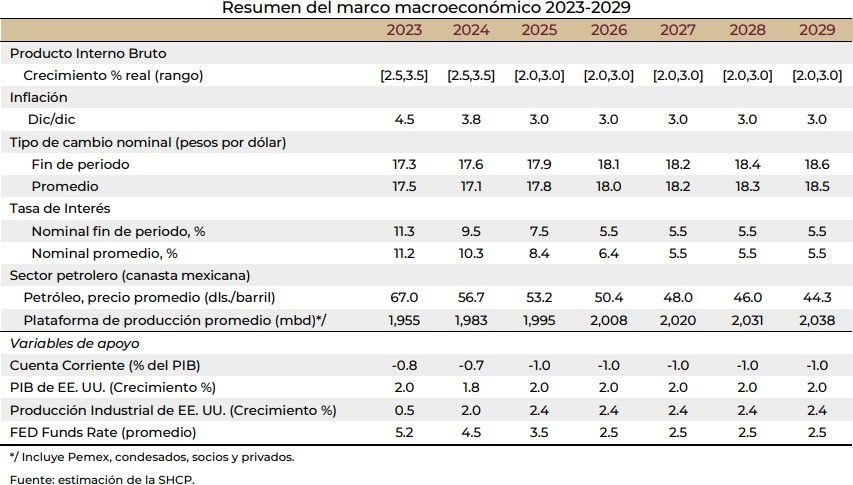 Resumen del marco macroeconómico 2023-2029
2023 2024 2025 2026 2027 2028 2029
Producto Interno Bruto
Crecimiento % real (rango) [2.5,3.5] [2.5,3.5] [2.0,3.0] [2.0,3.0] [2.0,3.0] [2.0,3.0] [2.0,3.0]
Inflación
Dic/dic 4.5 3.8 3.0 3.0 3.0 3.0 3.0
Tipo de cambio nominal (pesos por dólar)
Fin de periodo 17.3 17.6 17.9 18.1 18.2 18.4 18.6
Promedio 17.5 17.1 17.8 18.0 18.2 18.3 18.5
Tasa de Interés
Nominal fin de periodo, % 11.3 9.5 7.5 5.5 5.5 5.5 5.5
Nominal promedio, % 11.2 10.3 8.4 6.4 5.5 5.5 5.5
Sector petrolero (canasta mexicana)
Petróleo, precio promedio (dls./barril) 67.0 56.7 53.2 50.4 48.0 46.0 44.3
Plataforma de producción promedio (mbd)*/ 1,955 1,983 1,995 2,008 2,020 2,031 2,038
Variables de apoyo
Cuenta Corriente (% del PIB) -0.8 -0.7 -1.0 -1.0 -1.0 -1.0 -1.0
PIB de EE. UU. (Crecimiento %) 2.0 1.8 2.0 2.0 2.0 2.0 2.0
Producción Industrial de EE. UU. (Crecimiento %) 0.5 2.0 2.4 2.4 2.4 2.4 2.4
FED Funds Rate (promedio) 5.2 4.5 3.5 2.5 2.5 2.5 2.5
*/ Incluye Pemex, condesados, socios y privados.
Fuente: estimación de la SHCP.